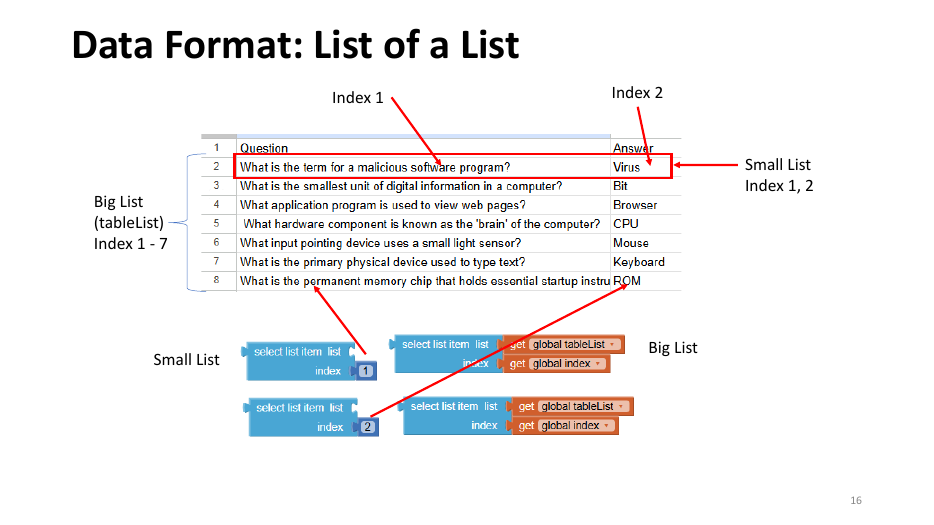 Data Format: List of a List
Index 1
Index 2
1 Question Answer
2 What is the term for a malicious software program? Virus
3 What is the smallest unit of digital information in a computer? Bit
4 What application program is used to view web pages? Browser
5 What hardware component is known as the 'brain' of the computer? CPU
6 What input pointing device uses a small light sensor? Mouse
7 What is the primary physical device used to type text? Keyboard
8 What is the permanent memory chip that holds essential startup instru ROM
Small List
Index 1, 2
Big List
(tableList)
Index 1 - 7
Small List
select list item list
index 1
select list item list get global tableList
index get global index
Big List
select list item list
index 2
select list item list get global tableList
index get global index
16